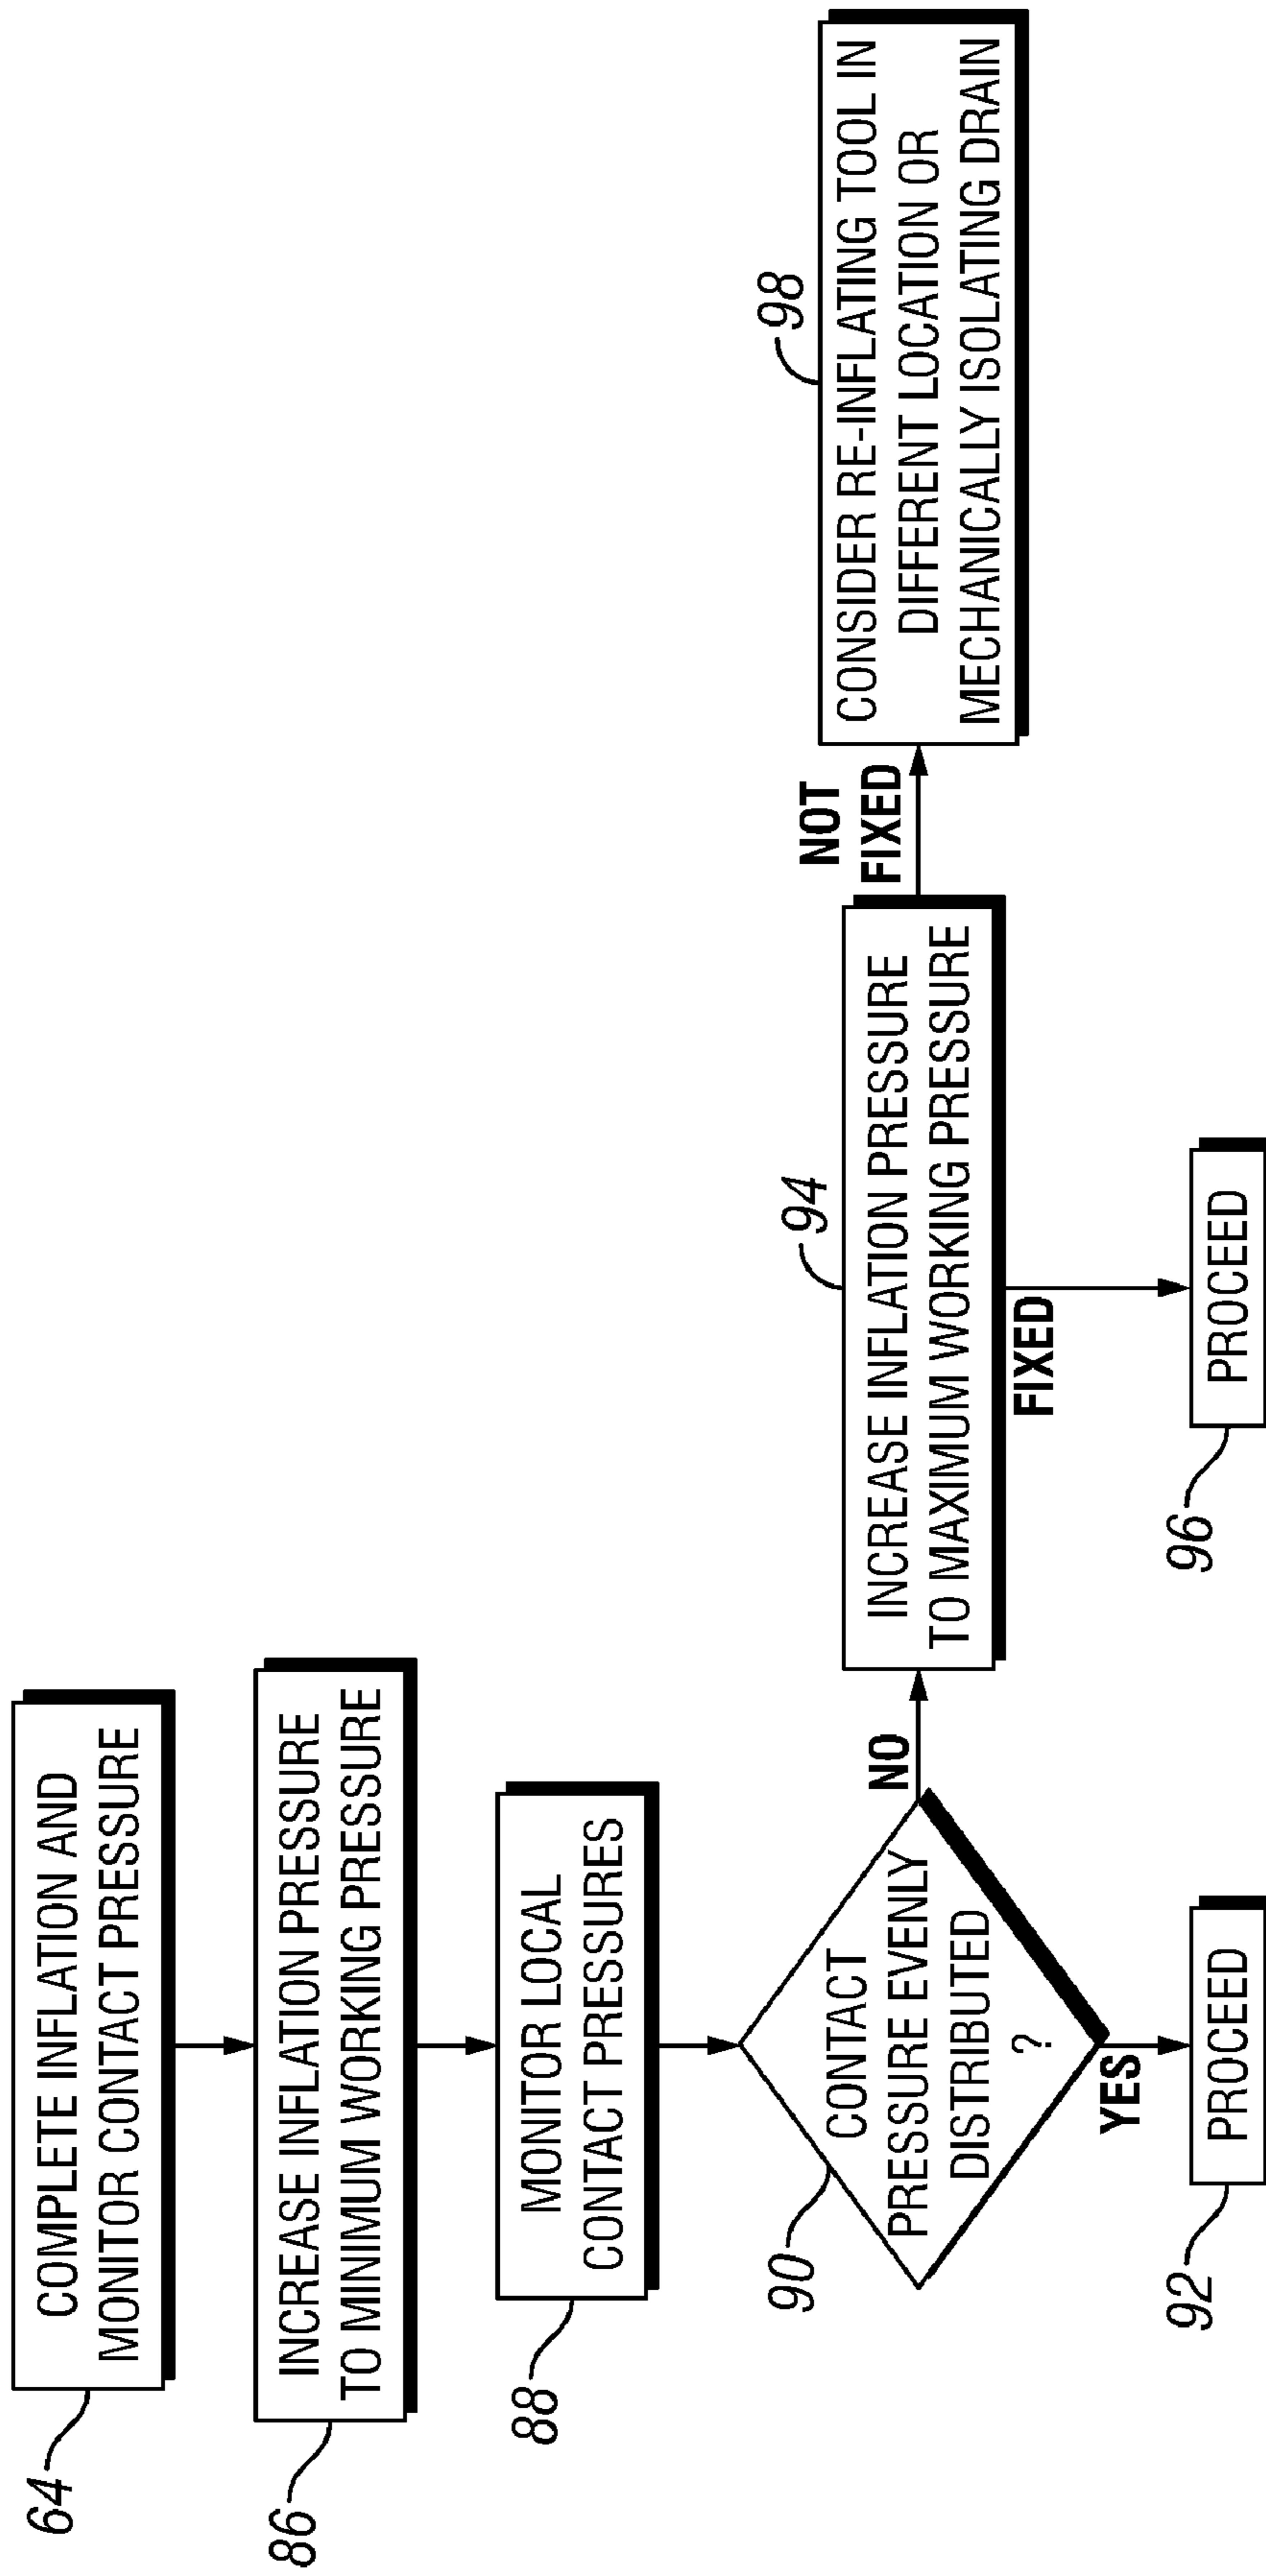 64
COMPLETE INFLATION AND
MONITOR CONTACT PRESSURE
86
INCREASE INFLATION PRESSURE
TO MINIMUM WORKING PRESSURE
88
MONITOR LOCAL
CONTACT PRESSURES
90
CONTACT
PRESSURE EVENLY
DISTRIBUTED
?
NO
YES
92
PROCEED
94
INCREASE INFLATION PRESSURE
TO MAXIMUM WORKING PRESSURE
FIXED
96
PROCEED
NOT
FIXED
98
CONSIDER RE-INFLATING TOOL IN
DIFFERENT LOCATION OR
MECHANICALLY ISOLATING DRAIN